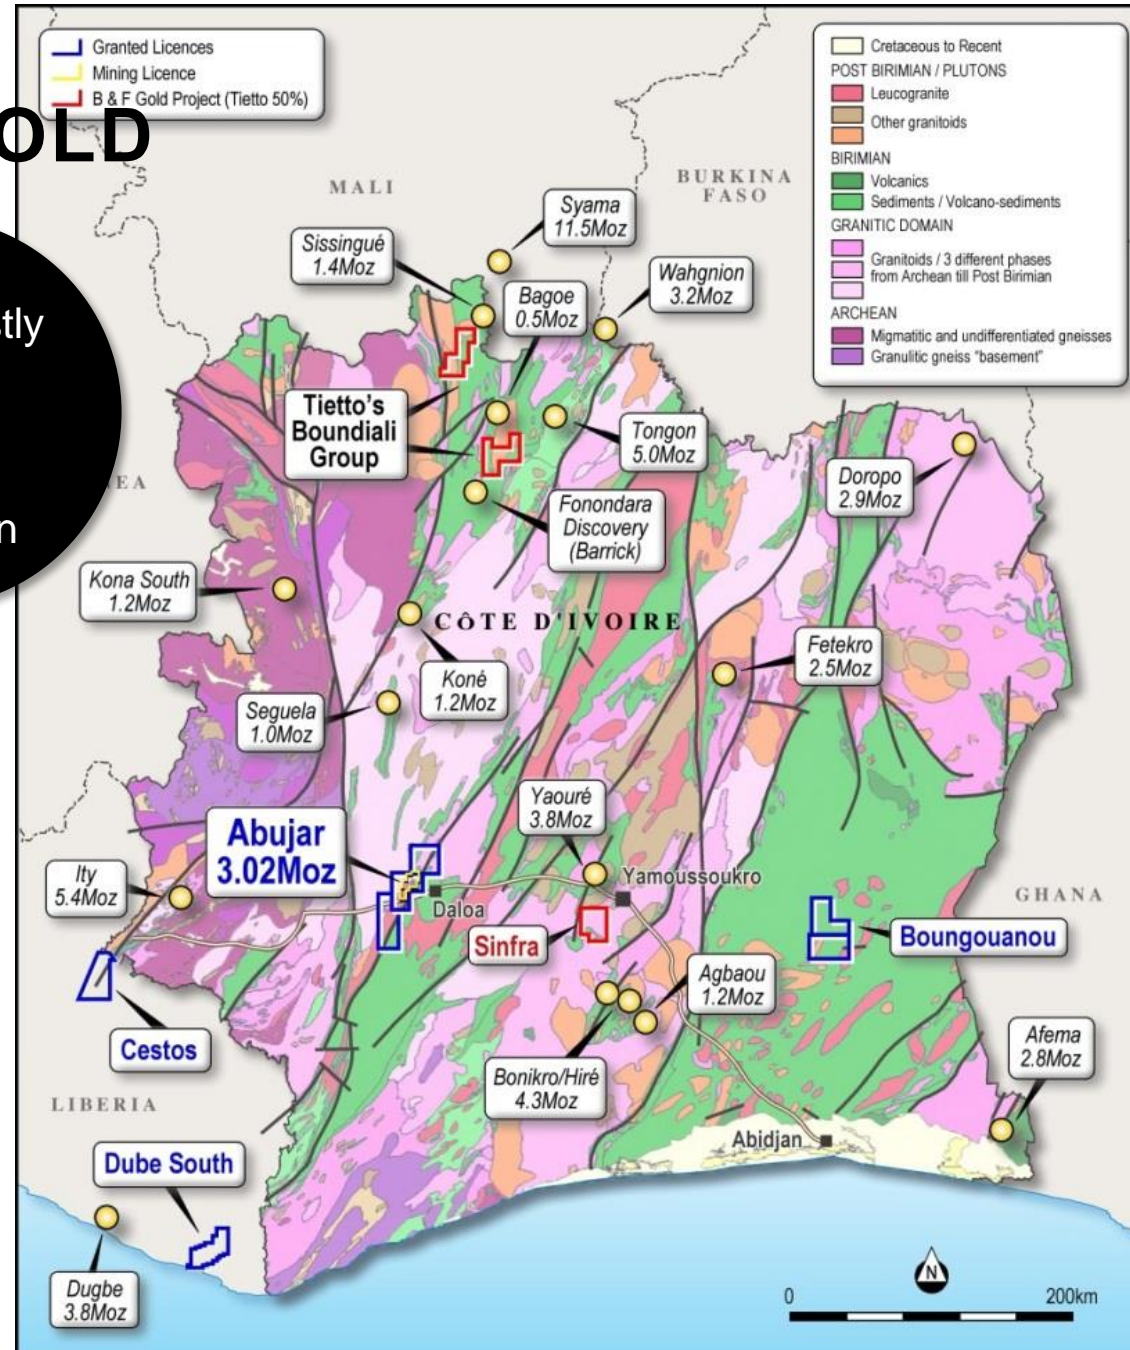 Granted Licences
Mining Licence
B & F Gold Project (Tietto 50%)
OLD
Cretaceous to Recent
POST BIRIMIAN / PLUTONS
Leucogranite
Other granitoids
BIRIMIAN
Volcanics
Sediments / Volcano-sediments
GRANITIC DOMAIN
Granitoids / 3 different phases
from Archean till Post Birimian
ARCHEAN
Migmatitic and undifferentiated gneisses
Granulitic gneiss "basement"
MALI
BURKINA
FASO
Syama
11.5Moz
Sissingué
1.4Moz
Wahgnion
3.2Moz
Bagoe
0.5Moz
stly
Tietto's
Boundiali
Group
Tongon
5.0Moz
Doropo
2.9Moz
NEA
Fonondara
Discovery
(Barrick)
n
Kona South
1.2Moz
CÔTE D'IVOIRE
Fetekro
2.5Moz
Koné
1.2Moz
Seguela
1.0Moz
Yaouré
3.8Moz
Abujar
3.02Moz
Ity
5.4Moz
Yamoussoukro
Daloa
GHANA
Sinfra
Boungouanou
Agbaou
1.2Moz
Cestos
Afema
2.8Moz
Bonikro/Hiré
4.3Moz
LIBERIA
Abidjan
Dube South
Dugbe
3.8Moz
N
0
200km